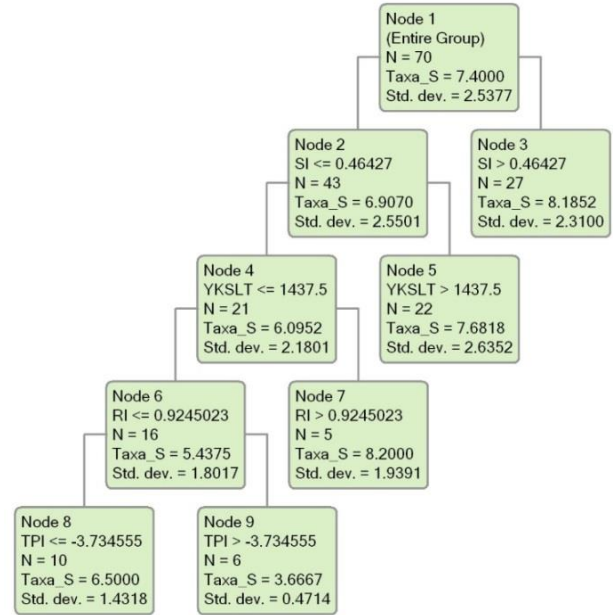 Node 1
(Entire Group)
N = 70
Taxa_S = 7.4000
Std. dev. = 2.5377
Node 2
SI <= 0.46427
N = 43
Taxa_S = 6.9070
Std. dev. = 2.5501
Node 3
SI > 0.46427
N = 27
Taxa_S = 8.1852
Std. dev. = 2.3100
Node 4
YKSLT <= 1437.5
N = 21
Taxa_S = 6.0952
Std. dev. = 2.1801
Node 5
YKSLT > 1437.5
N = 22
Taxa_S = 7.6818
Std. dev. = 2.6352
Node 6
RI <= 0.9245023
N = 16
Taxa_S = 5.4375
Std. dev. = 1.8017
Node 7
RI > 0.9245023
N = 5
Taxa_S = 8.2000
Std. dev. = 1.9391
Node 8
TPI <= -3.734555
N = 10
Taxa_S = 6.5000
Std. dev. = 1.4318
Node 9
TPI > -3.734555
N = 6
Taxa_S = 3.6667
Std. dev. = 0.4714